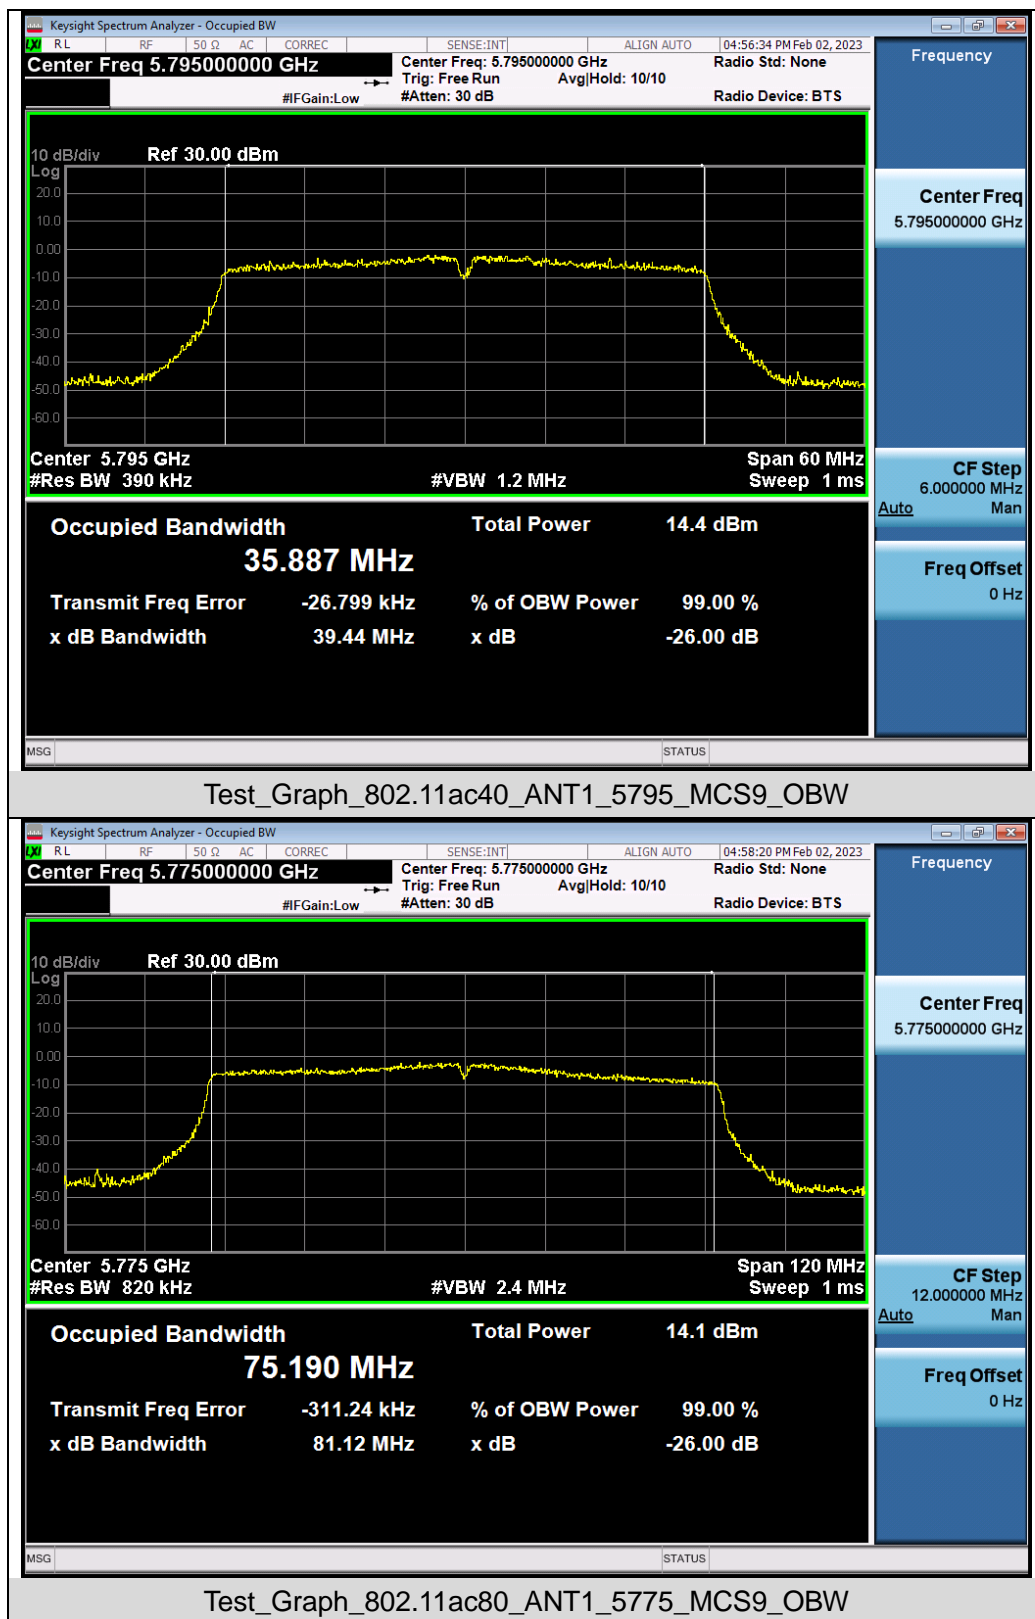 Keysight Spectrum Analyzer - Occupied BW
LXI RL RF 50 Ω AC CORREC SENSE:INT ALIGN AUTO 04:56:34 PM Feb 02, 2023
Center Freq 5.795000000 GHz Center Freq: 5.795000000 GHz Radio Std: None
Trig: Free Run Avg|Hold: 10/10
#IFGain:Low #Atten: 30 dB Radio Device: BTS
Frequency
10 dB/div Ref 30.00 dBm
Log
20.0
10.0
0.00
-10.0
-20.0
-30.0
-40.0
-50.0
-60.0
Center 5.795 GHz Span 60 MHz
#Res BW 390 kHz #VBW 1.2 MHz Sweep 1 ms
Center Freq
5.795000000 GHz
CF Step
6.000000 MHz
Auto Man
Freq Offset
0 Hz
Occupied Bandwidth Total Power 14.4 dBm
35.887 MHz
Transmit Freq Error -26.799 kHz % of OBW Power 99.00 %
x dB Bandwidth 39.44 MHz x dB -26.00 dB
MSG STATUS
Test_Graph_802.11ac40_ANT1_5795_MCS9_OBW
Keysight Spectrum Analyzer - Occupied BW
LXI RL RF 50 Ω AC CORREC SENSE:INT ALIGN AUTO 04:58:20 PM Feb 02, 2023
Center Freq 5.775000000 GHz Center Freq: 5.775000000 GHz Radio Std: None
Trig: Free Run Avg|Hold: 10/10
#IFGain:Low #Atten: 30 dB Radio Device: BTS
Frequency
10 dB/div Ref 30.00 dBm
Log
20.0
10.0
0.00
-10.0
-20.0
-30.0
-40.0
-50.0
-60.0
Center 5.775 GHz Span 120 MHz
#Res BW 820 kHz #VBW 2.4 MHz Sweep 1 ms
Center Freq
5.775000000 GHz
CF Step
12.000000 MHz
Auto Man
Freq Offset
0 Hz
Occupied Bandwidth Total Power 14.1 dBm
75.190 MHz
Transmit Freq Error -311.24 kHz % of OBW Power 99.00 %
x dB Bandwidth 81.12 MHz x dB -26.00 dB
MSG STATUS
Test_Graph_802.11ac80_ANT1_5775_MCS9_OBW